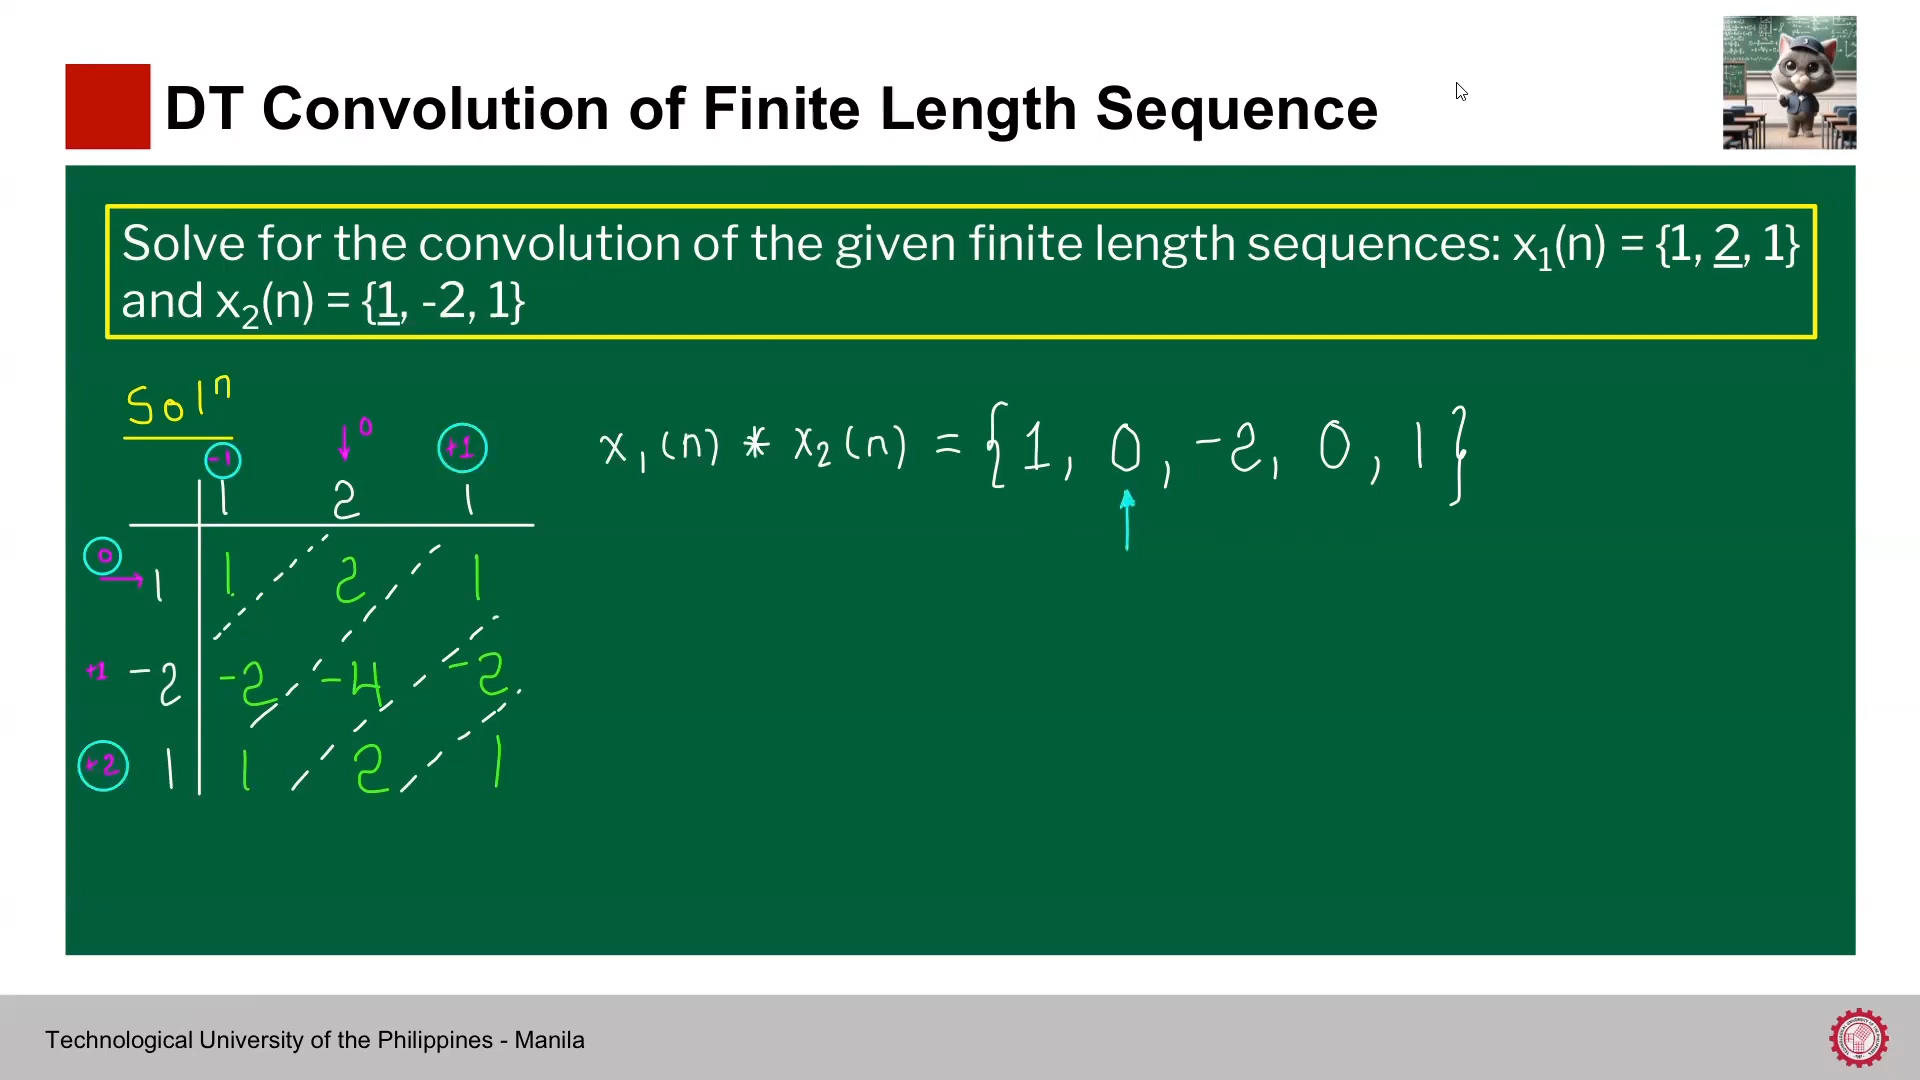 DT Convolution of Finite Length Sequence
Solve for the convolution of the given finite length sequences: x₁(n) = {1, 2, 1}
and x₂(n) = {1, -2, 1}
Solⁿ
x₁(n) * x₂(n) = {1, 0, -2, 0, 1}
-1 0 +1
1 2 1
0 1 1 2 1
+1 -2 -2 -4 -2
+2 1 1 2 1
Technological University of the Philippines - Manila